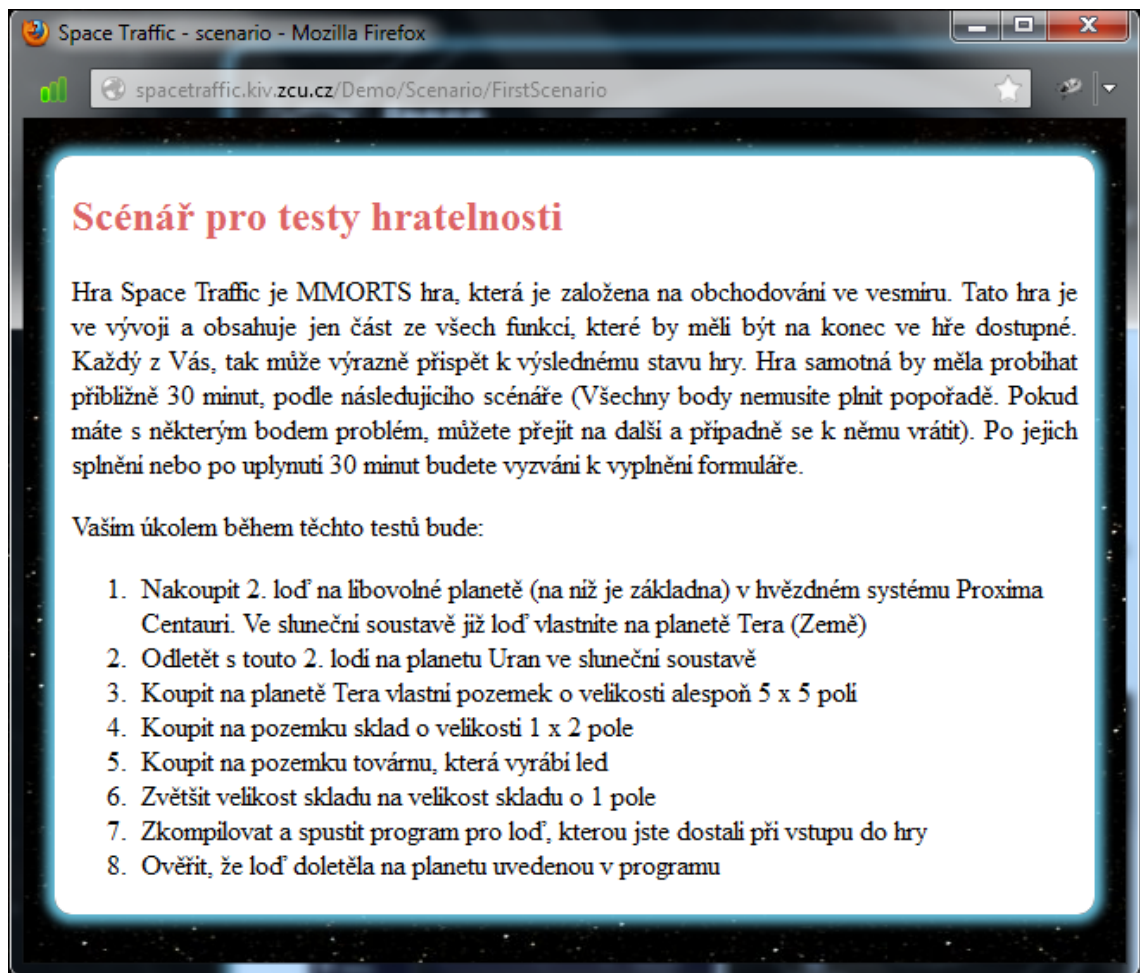 Space Traffic - scenario - Mozilla Firefox
spacetraffic.kiv.zcu.cz/Demo/Scenario/FirstScenario
Scénář pro testy hratelnosti
Hra Space Traffic je MMORTS hra, která je založena na obchodování ve vesmíru. Tato hra je
ve vývoji a obsahuje jen část ze všech funkcí, které by měli být na konec ve hře dostupné.
Každý z Vás, tak může výrazně přispět k výslednému stavu hry. Hra samotná by měla probíhat
přibližně 30 minut, podle následujícího scénáře (Všechny body nemusíte plnit popořadě. Pokud
máte s některým bodem problém, můžete přejít na další a případně se k němu vrátit). Po jejich
splnění nebo po uplynutí 30 minut budete vyzváni k vyplnění formuláře.
Vaším úkolem během těchto testů bude:
1. Nakoupit 2. loď na libovolné planetě (na níž je základna) v hvězdném systému Proxima
Centauri. Ve sluneční soustavě již loď vlastníte na planetě Tera (Země)
2. Odletět s touto 2. lodí na planetu Uran ve sluneční soustavě
3. Koupit na planetě Tera vlastní pozemek o velikosti alespoň 5 x 5 polí
4. Koupit na pozemku sklad o velikosti 1 x 2 pole
5. Koupit na pozemku továrnu, která vyrábí led
6. Zvětšit velikost skladu na velikost skladu o 1 pole
7. Zkompilovat a spustit program pro loď, kterou jste dostali při vstupu do hry
8. Ověřit, že loď doletěla na planetu uvedenou v programu